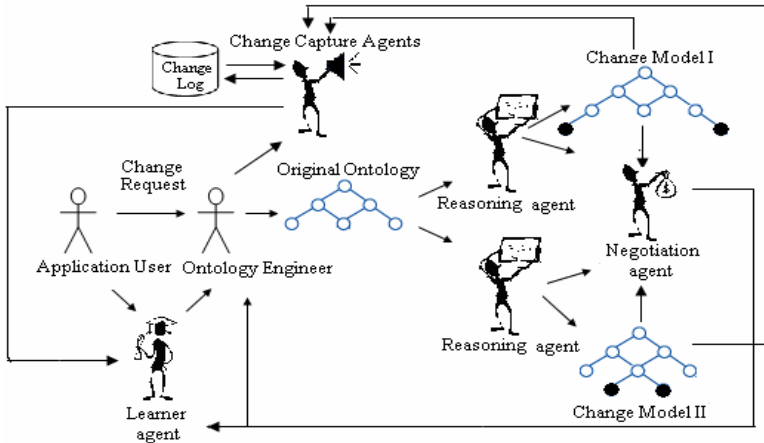 Change Capture Agents
Change
Log
Change Model I
Change
Request
Original Ontology
Reasoning agent
Application User
Ontology Engineer
Negotiation
agent
Reasoning agent
Learner
agent
Change Model II